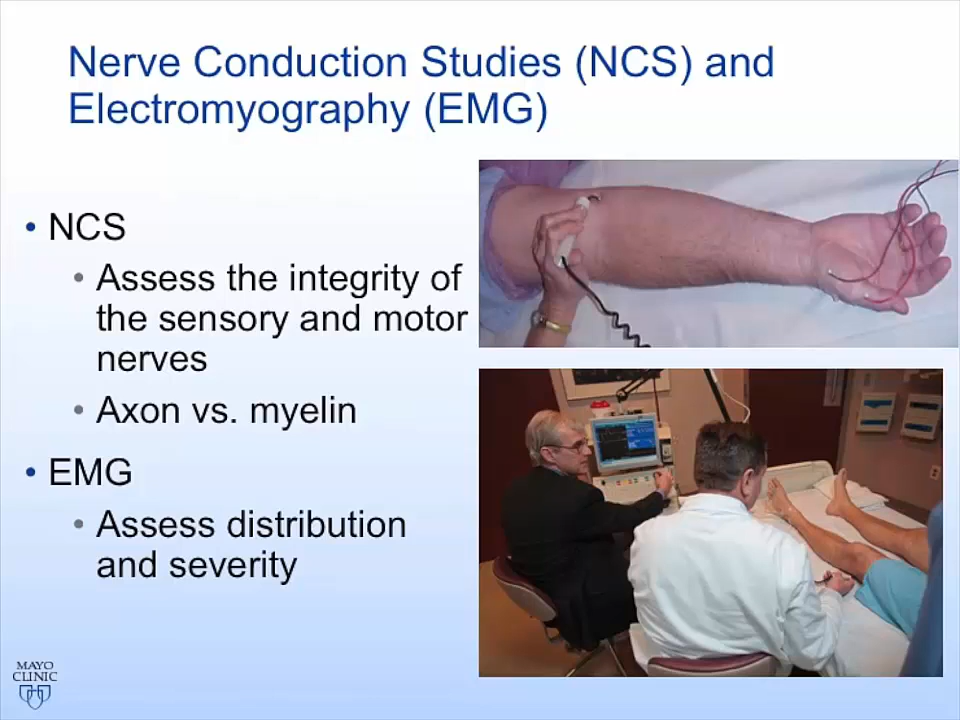 Nerve Conduction Studies (NCS) and
Electromyography (EMG)
• NCS
• Assess the integrity of
the sensory and motor
nerves
• Axon vs. myelin
• EMG
• Assess distribution
and severity
MAYO
CLINIC